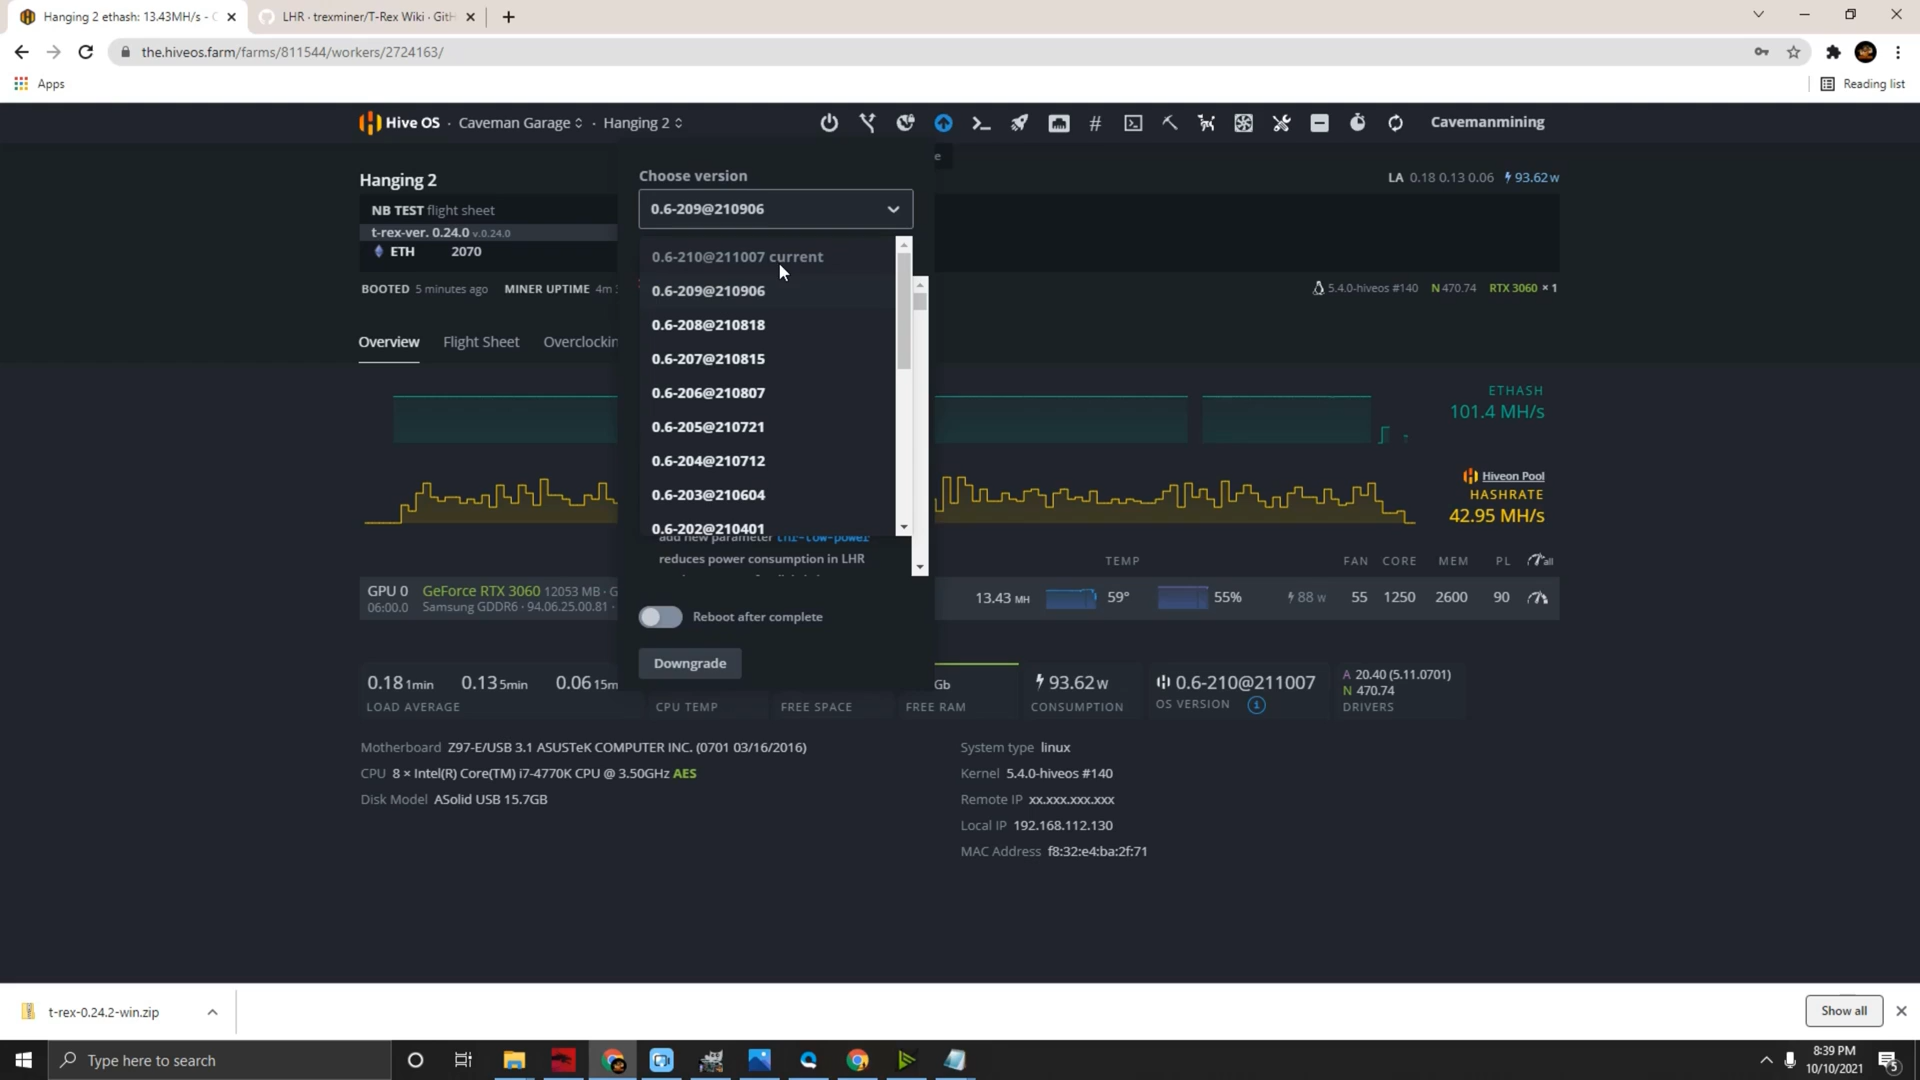 Hanging 2 ethash: 13.43MH/s -
LHR · trexminer/T-Rex Wiki · GitH
the.hiveos.farm/farms/811544/workers/2724163/
Apps
Reading list
Hive OS · Caveman Garage · Hanging 2
Cavemanmining
e
Choose version
Hanging 2
LA 0.18 0.13 0.06 93.62 w
NB TEST flight sheet
0.6-209@210906
t-rex-ver. 0.24.0 v.0.24.0
ETH 2070
0.6-210@211007 current
BOOTED 5 minutes ago MINER UPTIME 4m
5.4.0-hiveos #140 N 470.74 RTX 3060 × 1
0.6-209@210906
0.6-208@210818
Overview Flight Sheet Overclockin
0.6-207@210815
0.6-206@210807
ETHASH
101.4 MH/s
0.6-205@210721
0.6-204@210712
Hiveon Pool
0.6-203@210604
HASHRATE
42.95 MH/s
0.6-202@210401
add new parameter lhr-low-power
reduces power consumption in LHR
TEMP FAN CORE MEM PL all
GPU 0 GeForce RTX 3060 12053 MB · G
06:00.0 Samsung GDDR6 · 94.06.25.00.81 ·
13.43 MH 59° 55% 88 w 55 1250 2600 90
Reboot after complete
Downgrade
0.18 1min 0.13 5min 0.06 15m
LOAD AVERAGE
CPU TEMP
FREE SPACE
Gb
FREE RAM
93.62 w
CONSUMPTION
0.6-210@211007
OS VERSION 1
A 20.40 (5.11.0701)
N 470.74
DRIVERS
Motherboard Z97-E/USB 3.1 ASUSTeK COMPUTER INC. (0701 03/16/2016)
CPU 8 × Intel(R) Core(TM) i7-4770K CPU @ 3.50GHz AES
Disk Model ASolid USB 15.7GB
System type linux
Kernel 5.4.0-hiveos #140
Remote IP xx.xxx.xxx.xxx
Local IP 192.168.112.130
MAC Address f8:32:e4:ba:2f:71
t-rex-0.24.2-win.zip
Show all
Type here to search
8:39 PM
10/10/2021
5